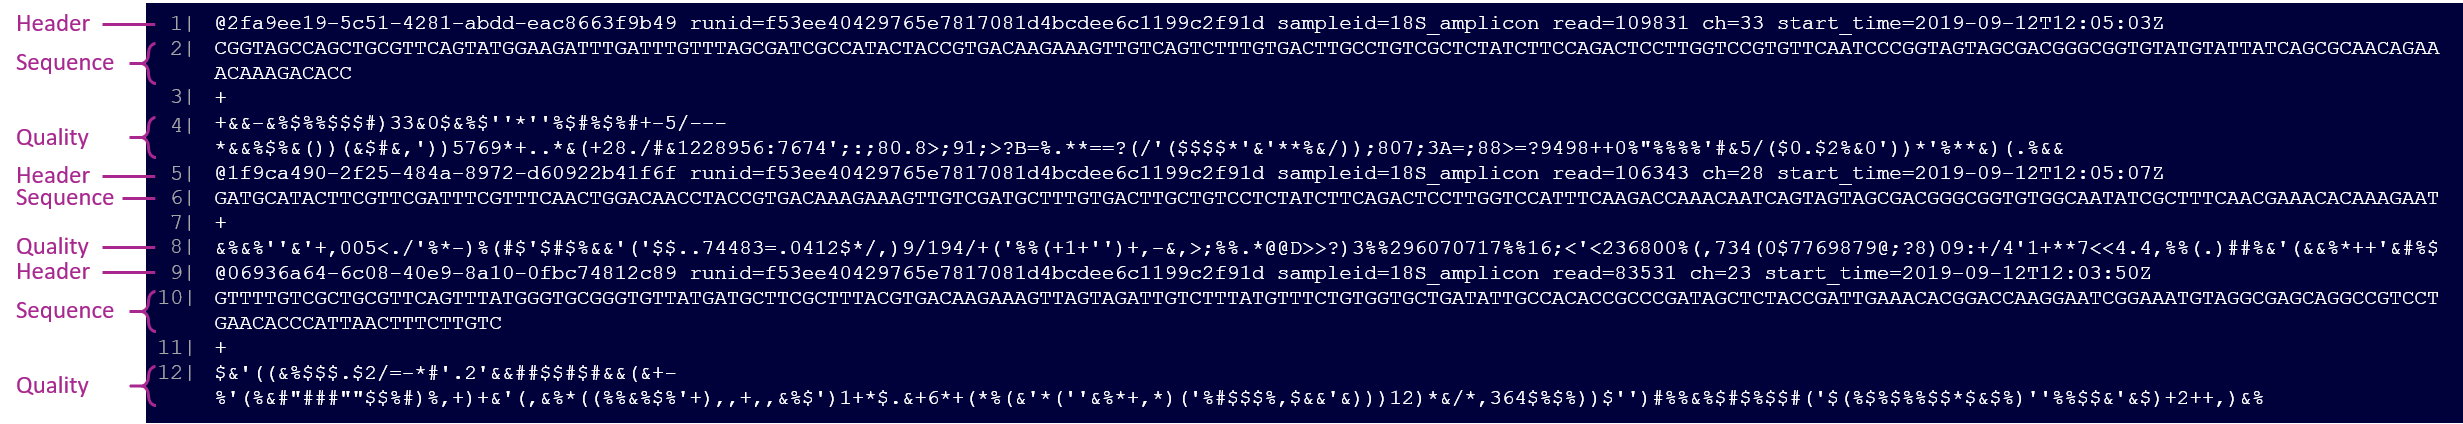 Header 1| @2fa9ee19-5c51-4281-abdd-eac8663f9b49 runid=f53ee40429765e7817081d4bcdee6c1199c2f91d sampleid=18S_amplicon read=109831 ch=33 start_time=2019-09-12T12:05:03Z
Sequence 2| CGGTAGCCAGCTGCGTTCAGTATGGAAGATTTGATTTGTTTAGCGATCGCCATACTACCGTGACAAGAAAGTTGTCAGTCTTTGTGACTTGCCTGTCGCTCTATCTTCCAGACTCCTTGGTCCGTGTTCAATCCCGGTAGTAGCGACGGGCGGTGTATGTATTATCAGCGCAACAGAA
ACAAAGACACC
3| +
Quality 4| +&&-&%$%%$$$#)33&0$&%$''*''%$#%$%#+-5/---
*&&%$%&())(&$#&,'))5769*+..*&(+28./#&1228956:7674';:;80.8>;91;>?B=%.**==?(/'($$$$*'&'**%&/));807;3A=;88>=?9498++0%"%%%%'#&5/($0.$2%&0'))*'%**&)(.%&&
Header 5| @1f9ca490-2f25-484a-8972-d60922b41f6f runid=f53ee40429765e7817081d4bcdee6c1199c2f91d sampleid=18S_amplicon read=106343 ch=28 start_time=2019-09-12T12:05:07Z
Sequence 6| GATGCATACTTCGTTCGATTTCGTTTCAACTGGACAACCTACCGTGACAAAGAAAGTTGTCGATGCTTTGTGACTTGCTGTCCTCTATCTTCAGACTCCTTGGTCCATTTCAAGACCAAACAATCAGTAGTAGCGACGGGCGGTGTGGCAATATCGCTTTCAACGAAACACAAAGAAT
7| +
Quality 8| &%&%''&'+,005<./'%*-)%(#$'$#$%&&'('$$..74483=.0412$*/,)9/194/+('%%(+1+'')+,-&,>;%%.*@@D>>?)3%%296070717%%16;<'<236800%(,734(0$7769879@;?8)09:+/4'1+**7<<4.4,%%(.)##%&'(&&%*++'&#%$
Header 9| @06936a64-6c08-40e9-8a10-0fbc74812c89 runid=f53ee40429765e7817081d4bcdee6c1199c2f91d sampleid=18S_amplicon read=83531 ch=23 start_time=2019-09-12T12:03:50Z
Sequence 10| GTTTTGTCGCTGCGTTCAGTTTATGGGTGCGGGTGTTATGATGCTTCGCTTTACGTGACAAGAAAGTTAGTAGATTGTCTTTATGTTTCTGTGGTGCTGATATTGCCACACCGCCCGATAGCTCTACCGATTGAAACACGGACCAAGGAATCGGAAATGTAGGCGAGCAGGCCGTCCT
GAACACCCATTAACTTTCTTGTC
11| +
Quality 12| $&'((&%$$$.$2/=-*#'.2'&&##$$#$#&&(&+-
%'(%&#"###""$$%#)%,+)+&'(,&%*((%%&%$%'+),,+,,&%$')1+*$.&+6*+(*%(&'*(''&%*+,*)('%#$$$%,$&&'&)))12)*&/*,364$%$%))$'')#%%&%$#$%$$#('$(%$$%$%$$*$&$%)''%%$$&'&$)+2++,)&%